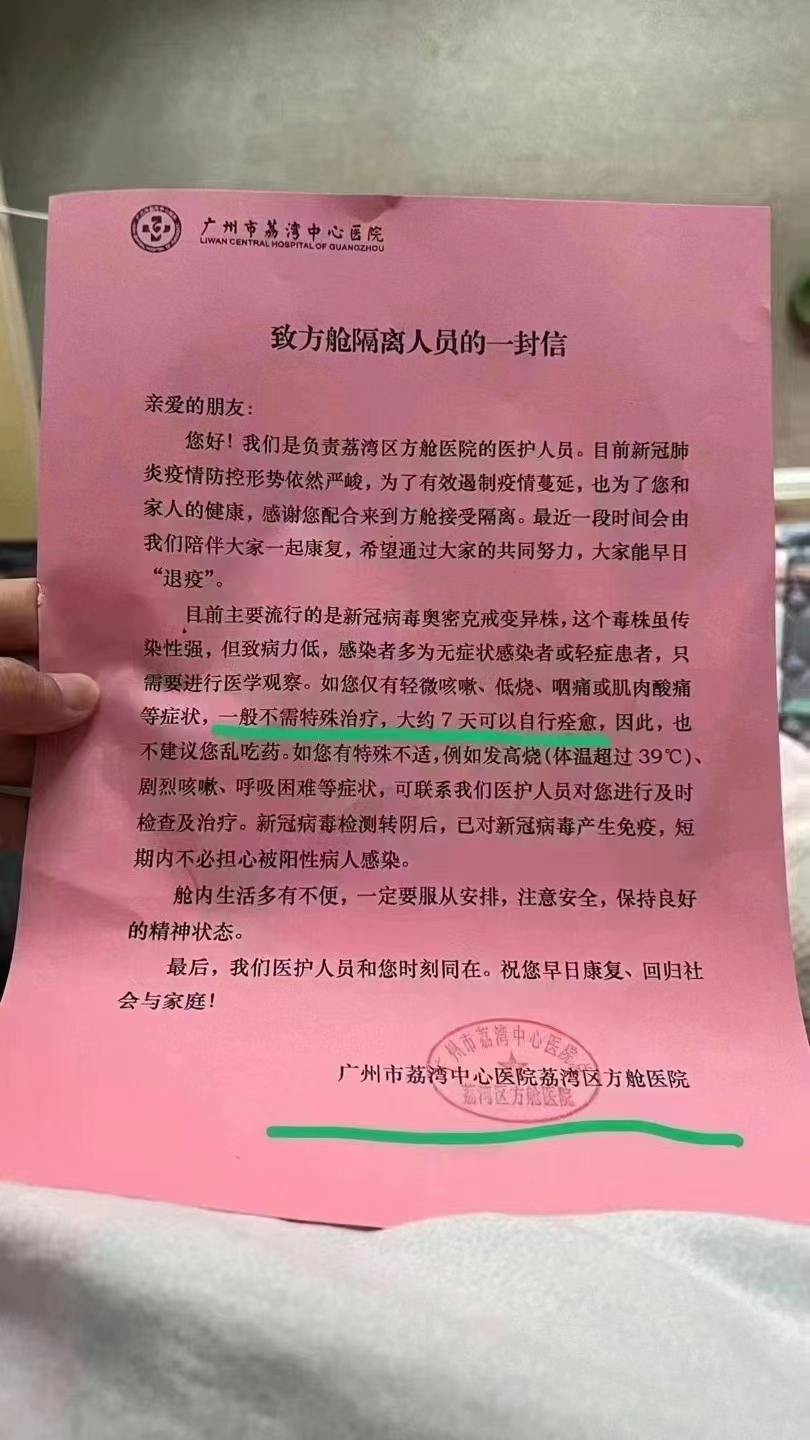 广州市荔湾中心医院
LIWAN CENTRAL HOSPITAL OF GUANGZHOU
致方舱隔离人员的一封信
亲爱的朋友：
您好！我们是负责荔湾区方舱医院的医护人员。目前新冠肺
炎疫情防控形势依然严峻，为了有效遏制疫情蔓延，也为了您和
家人的健康，感谢您配合来到方舱接受隔离。最近一段时间会由
我们陪伴大家一起康复，希望通过大家的共同努力，大家能早日
“退疫”。
目前主要流行的是新冠病毒奥密克戒变异株，这个毒株虽传
染性强，但致病力低，感染者多为无症状感染者或轻症患者，只
需要进行医学观察。如您仅有轻微咳嗽、低烧、咽痛或肌肉酸痛
等症状，一般不需特殊治疗，大约 7 天可以自行痊愈，因此，也
不建议您乱吃药。如您有特殊不适，例如发高烧(体温超过 39℃)、
剧烈咳嗽、呼吸困难等症状，可联系我们医护人员对您进行及时
检查及治疗。新冠病毒检测转阴后，已对新冠病毒产生免疫，短
期内不必担心被阳性病人感染。
舱内生活多有不便，一定要服从安排，注意安全，保持良好
的精神状态。
最后，我们医护人员和您时刻同在。祝您早日康复、回归社
会与家庭！
广州市荔湾中心医院荔湾区方舱医院
广州市荔湾中心医院
荔湾区方舱医院